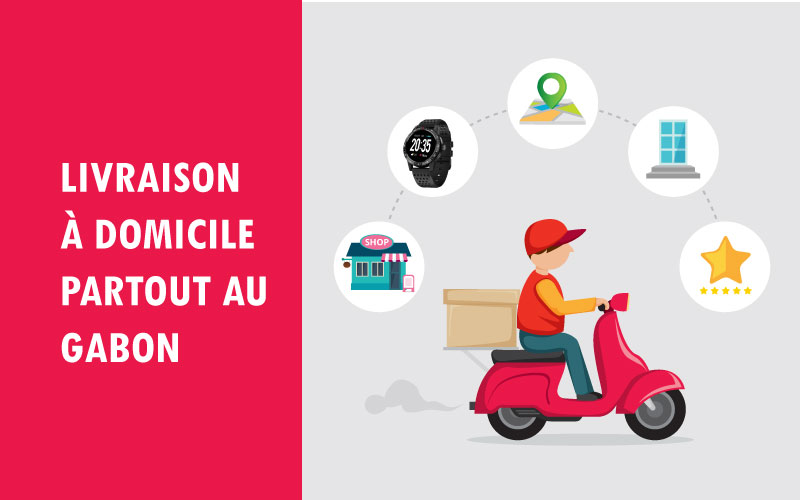 LIVRAISON
À DOMICILE
PARTOUT AU
GABON
20:35
SHOP